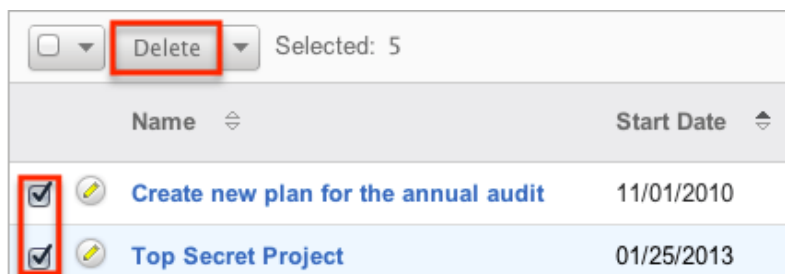 Delete Selected: 5
Name Start Date
Create new plan for the annual audit 11/01/2010
Top Secret Project 01/25/2013